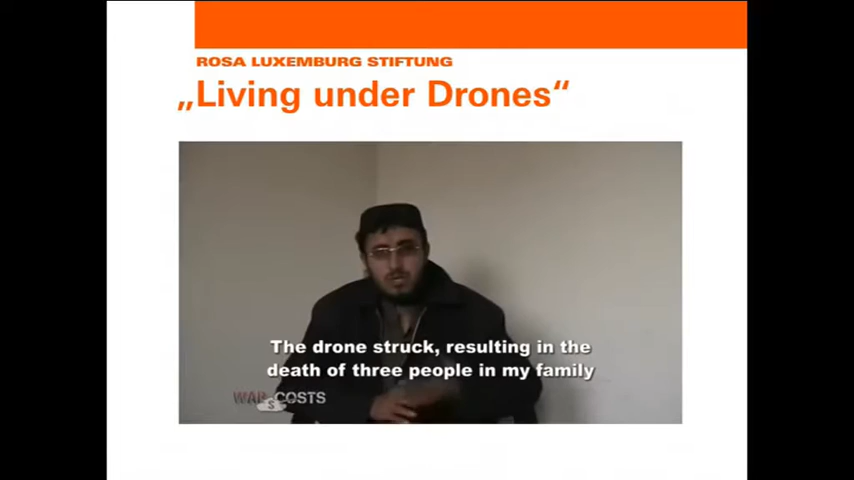 ROSA LUXEMBURG STIFTUNG
„Living under Drones“
The drone struck, resulting in the
death of three people in my family
WAR COSTS
$